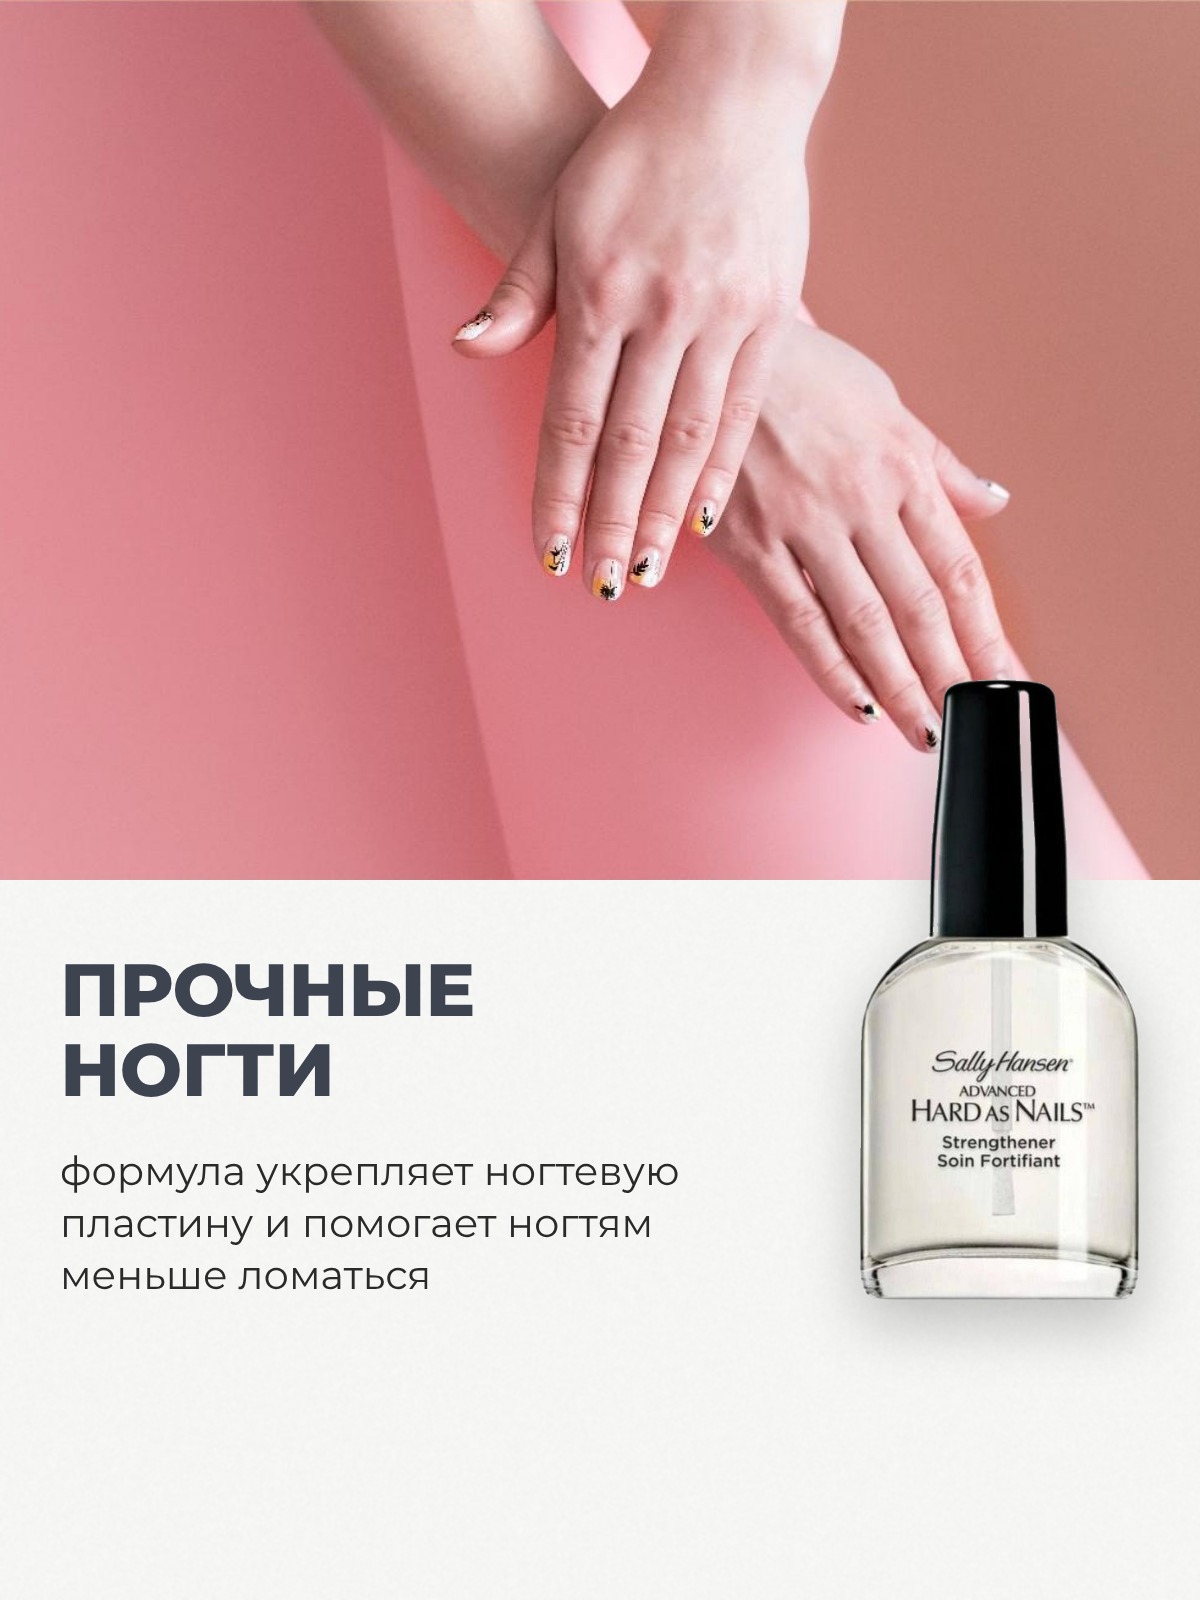 ПРОЧНЫЕ
НОГТИ
формула укрепляет ногтевую
пластину и помогает ногтям
меньше ломаться
Sally Hansen®
ADVANCED
HARD AS NAILS™
Strengthener
Soin Fortifiant